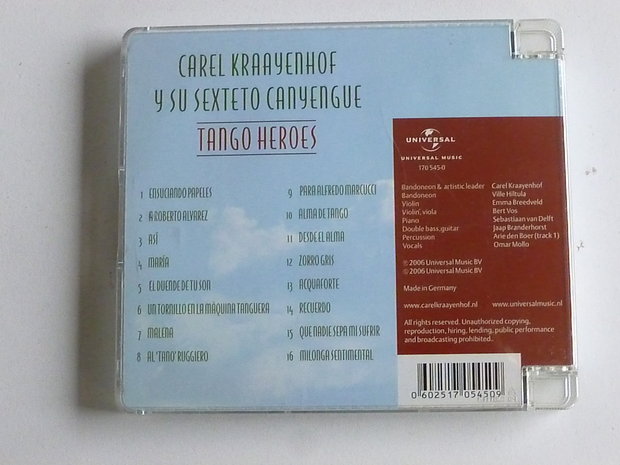 CAREL KRAAYENHOF
Y SU SEXTETO CANYENGUE
TANGO HEROES
1 ENSUCIANDO PAPELES
2 A ROBERTO ALVAREZ
3 ASÍ
4 MARÍA
5 EL DUENDE DE TU SON
6 UN TORNILLO EN LA MÁQUINA TANGUERA
7 MALENA
8 AL 'TANO' RUGGIERO
9 PARA ALFREDO MARCUCCI
10 ALMA DE TANGO
11 DESDE EL ALMA
12 ZORRO GRIS
13 ACQUAFORTE
14 RECUERDO
15 QUE NADIE SEPA MI SUFRIR
16 MILONGA SENTIMENTAL
UNIVERSAL
UNIVERSAL MUSIC
170 545-0
Bandoneon & artistic leader Carel Kraayenhof
Bandoneon Ville Hiltula
Violin Emma Breedveld
Violin, viola Bert Vos
Piano Sebastiaan van Delft
Double bass, guitar Jaap Branderhorst
Percussion Arie den Boer (track 1)
Vocals Omar Mollo
℗ 2006 Universal Music BV
© 2006 Universal Music BV
Made in Germany
www.carelkraayenhof.nl www.universalmusic.nl
All rights reserved. Unauthorized copying,
reproduction, hiring, lending, public performance
and broadcasting prohibited.
0 602517 054509